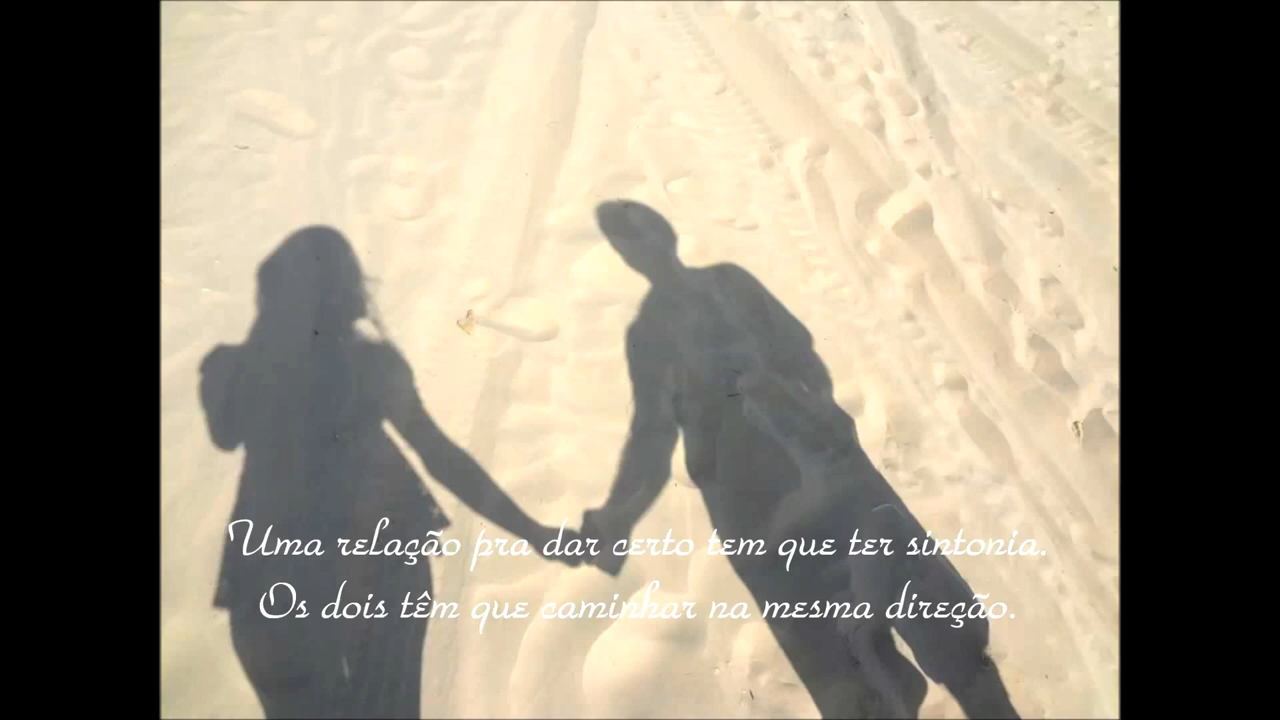 Uma relação pra dar certo tem que ter sintonia.
Os dois têm que caminhar na mesma direção.